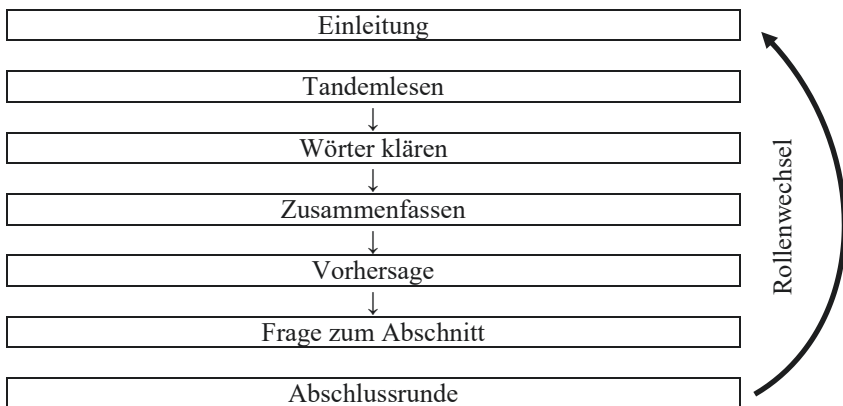 Einleitung
Tandemlesen
↓
Wörter klären
↓
Zusammenfassen
↓
Vorhersage
↓
Frage zum Abschnitt
Abschlussrunde
Rollenwechsel